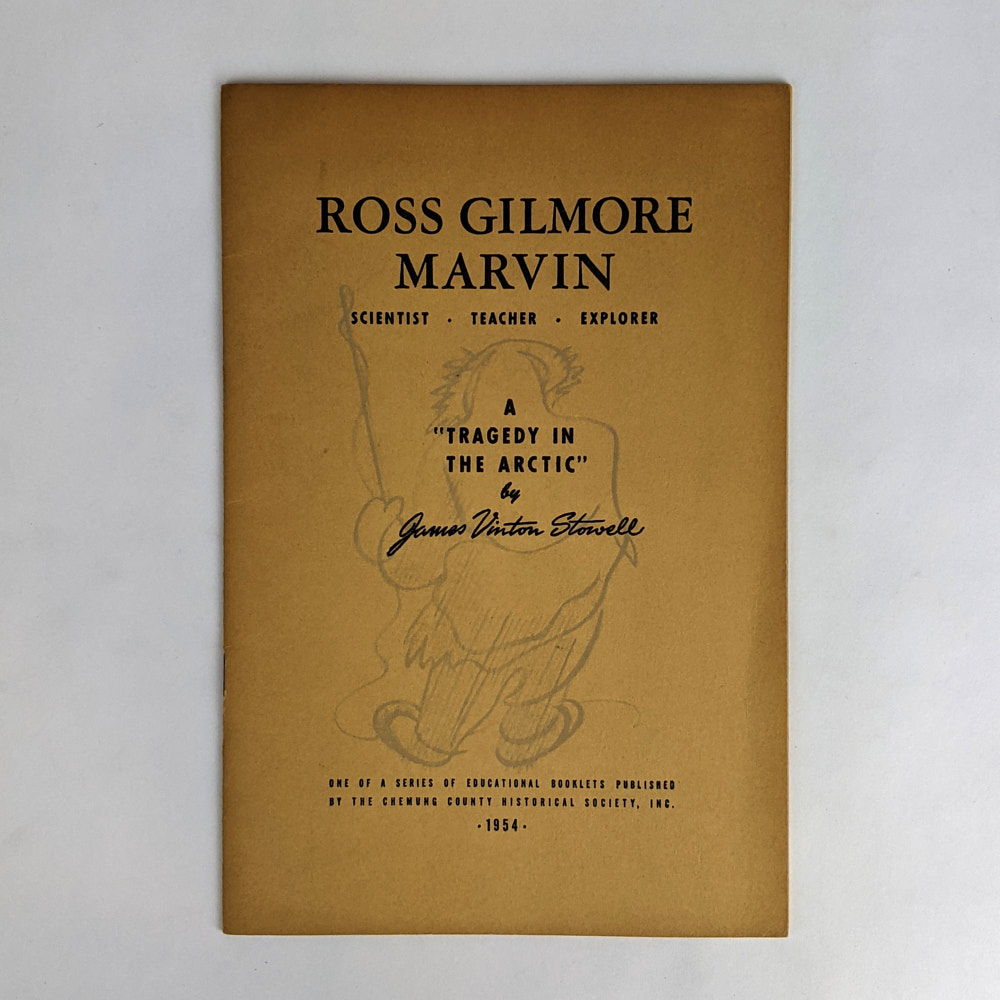 ROSS GILMORE
MARVIN
SCIENTIST · TEACHER · EXPLORER
A
"TRAGEDY IN
THE ARCTIC"
by
James Vinton Stowell
ONE OF A SERIES OF EDUCATIONAL BOOKLETS PUBLISHED
BY THE CHEMUNG COUNTY HISTORICAL SOCIETY, INC.
·1954·